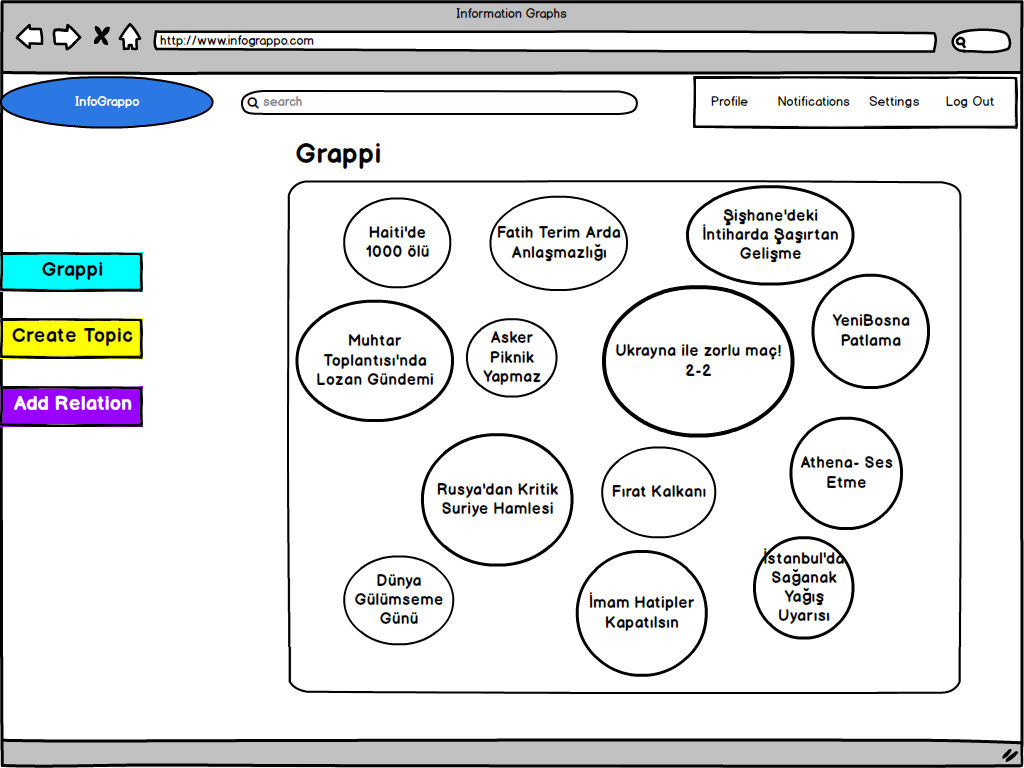 Information Graphs
http://www.infograppo.com
InfoGrappo
search
Profile
Notifications
Settings
Log Out
Grappi
Grappi
Create Topic
Add Relation
Haiti'de
1000 ölü
Fatih Terim Arda
Anlaşmazlığı
Şişhane'deki
İntiharda Şaşırtan
Gelişme
Muhtar
Toplantısı'nda
Lozan Gündemi
Asker
Piknik
Yapmaz
Ukrayna ile zorlu maç!
2-2
YeniBosna
Patlama
Rusya'dan Kritik
Suriye Hamlesi
Fırat Kalkanı
Athena- Ses
Etme
Dünya
Gülümseme
Günü
İmam Hatipler
Kapatılsın
İstanbul'da
Sağanak
Yağış
Uyarısı